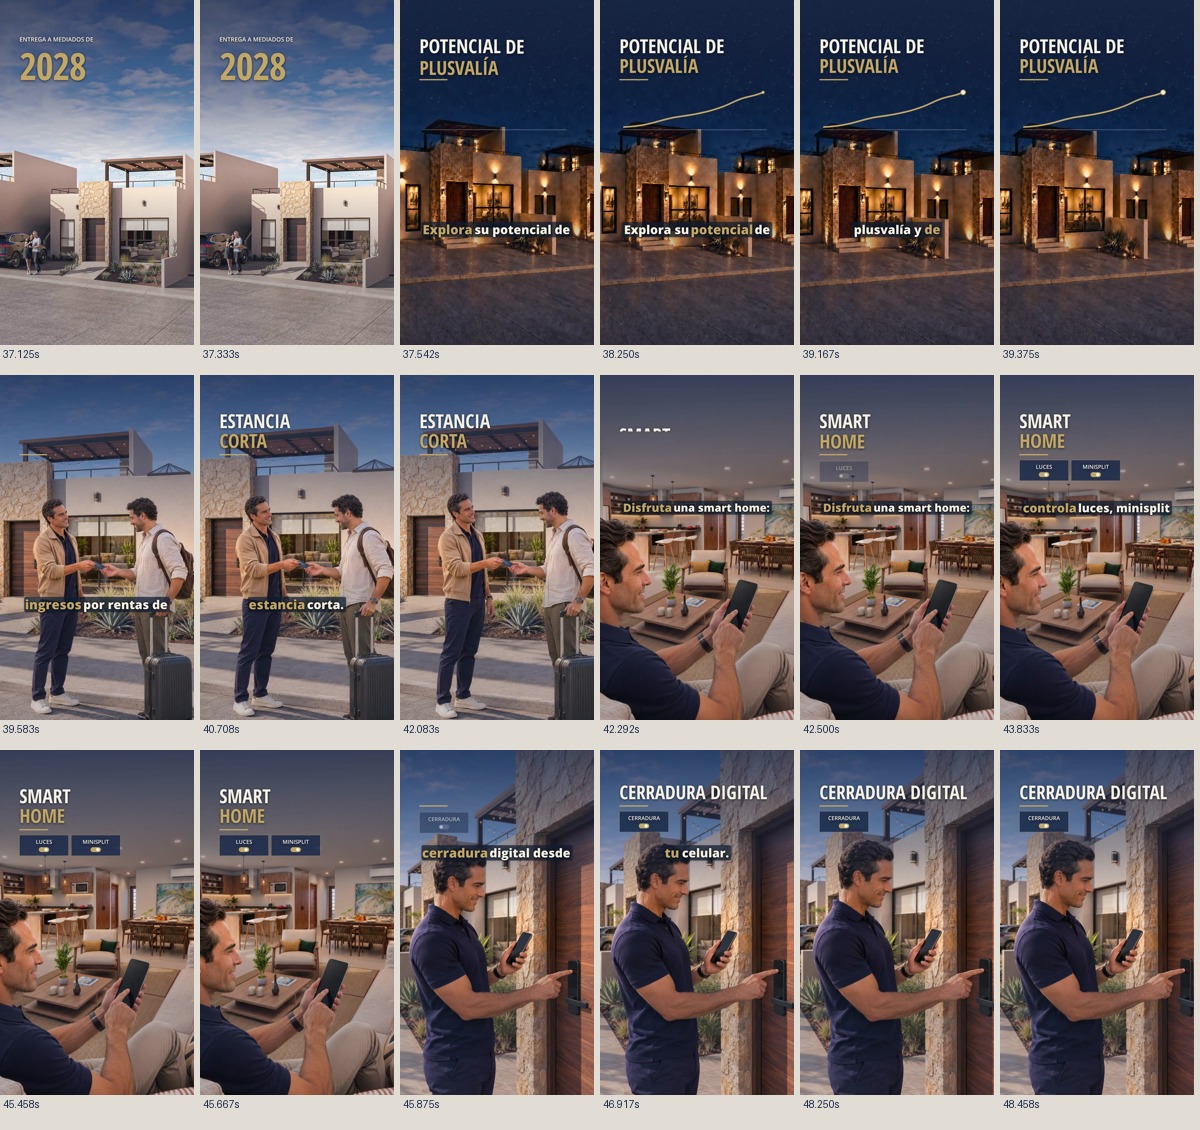 ENTREGA A MEDIADOS DE
2028
37.125s
ENTREGA A MEDIADOS DE
2028
37.333s
POTENCIAL DE
PLUSVALÍA
Explora su potencial de
37.542s
POTENCIAL DE
PLUSVALÍA
Explora su potencial de
38.250s
POTENCIAL DE
PLUSVALÍA
plusvalía y de
39.167s
POTENCIAL DE
PLUSVALÍA
39.375s
ingresos por rentas de
39.583s
ESTANCIA
CORTA
estancia corta.
40.708s
ESTANCIA
CORTA
42.083s
SMART
Disfruta una smart home:
42.292s
SMART
HOME
LUCES
Disfruta una smart home:
42.500s
SMART
HOME
LUCES MINISPLIT
controla luces, minisplit
43.833s
SMART
HOME
LUCES MINISPLIT
45.458s
SMART
HOME
LUCES MINISPLIT
45.667s
CERRADURA
cerradura digital desde
45.875s
CERRADURA DIGITAL
CERRADURA
tu celular.
46.917s
CERRADURA DIGITAL
CERRADURA
48.250s
CERRADURA DIGITAL
CERRADURA
48.458s